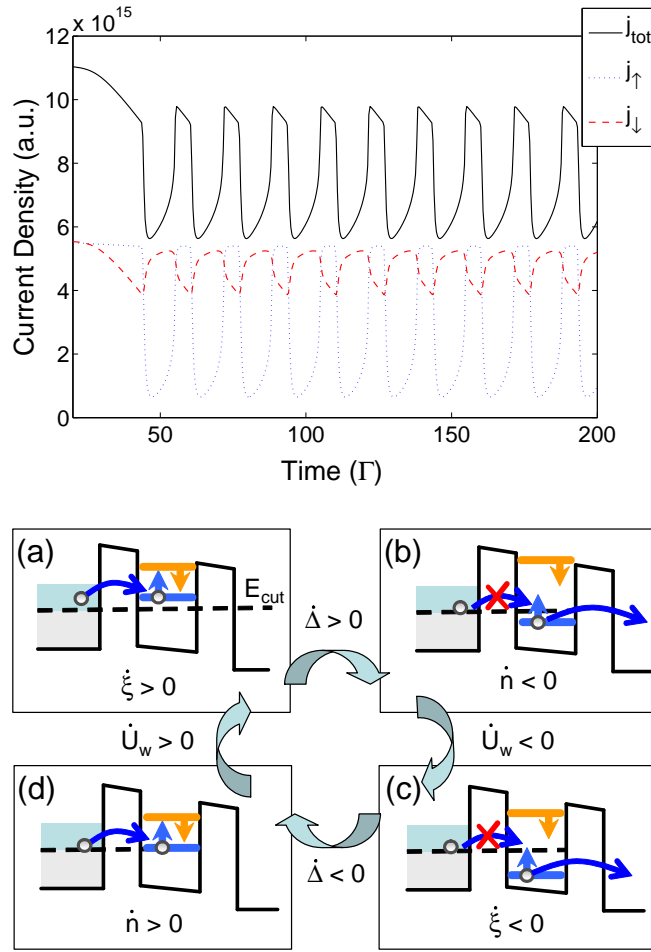 x 10^15
12
10
8
6
4
2
0
50
100
150
200
Current Density (a.u.)
Time (Γ)
j_tot
j_↑
j_↓
(a)
E_cut
ξ̇ > 0
Δ̇ > 0
(b)
ṅ < 0
U̇_w > 0
U̇_w < 0
(d)
ṅ > 0
Δ̇ < 0
(c)
ξ̇ < 0